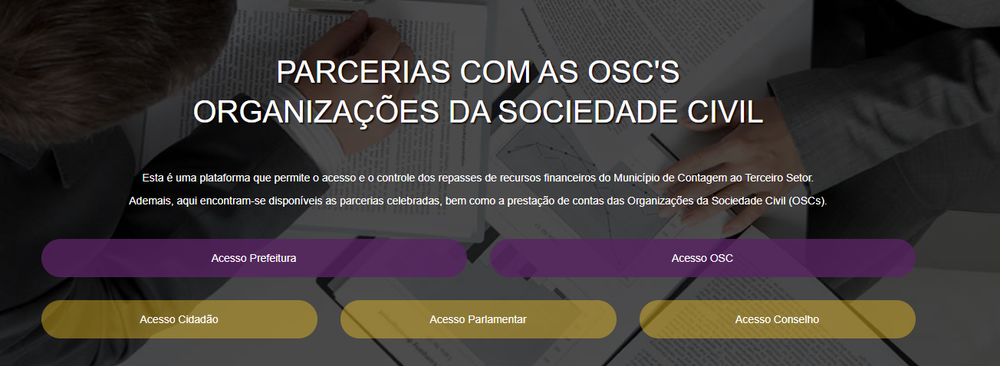 PARCERIAS COM AS OSC'S
ORGANIZAÇÕES DA SOCIEDADE CIVIL
Esta é uma plataforma que permite o acesso e o controle dos repasses de recursos financeiros do Município de Contagem ao Terceiro Setor.
Ademais, aqui encontram-se disponíveis as parcerias celebradas, bem como a prestação de contas das Organizações da Sociedade Civil (OSCs).
Acesso Prefeitura
Acesso OSC
Acesso Cidadão
Acesso Parlamentar
Acesso Conselho